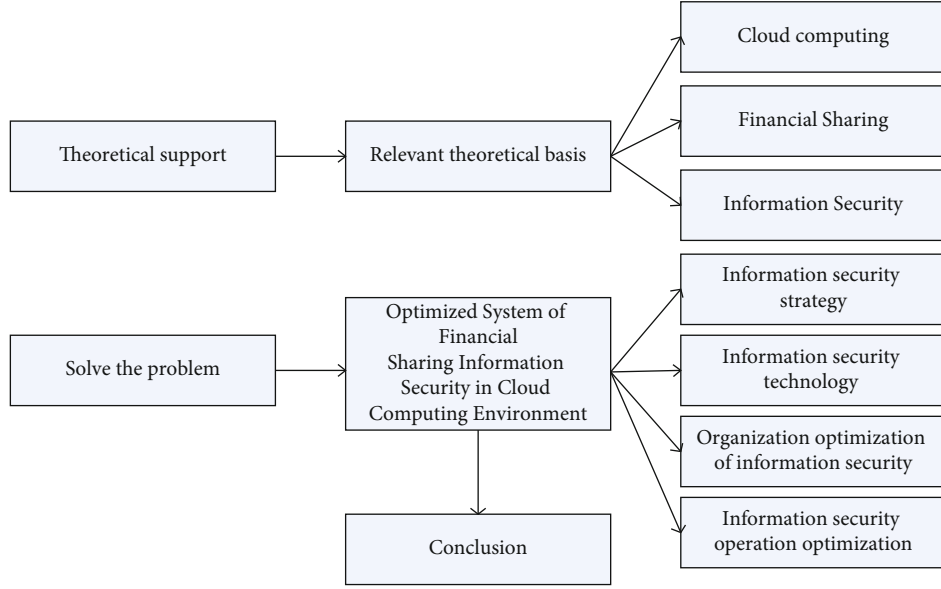 Theoretical support
Relevant theoretical basis
Cloud computing
Financial Sharing
Information Security
Solve the problem
Optimized System of
Financial
Sharing Information
Security in Cloud
Computing Environment
Information security
strategy
Information security
technology
Organization optimization
of information security
Information security
operation optimization
Conclusion